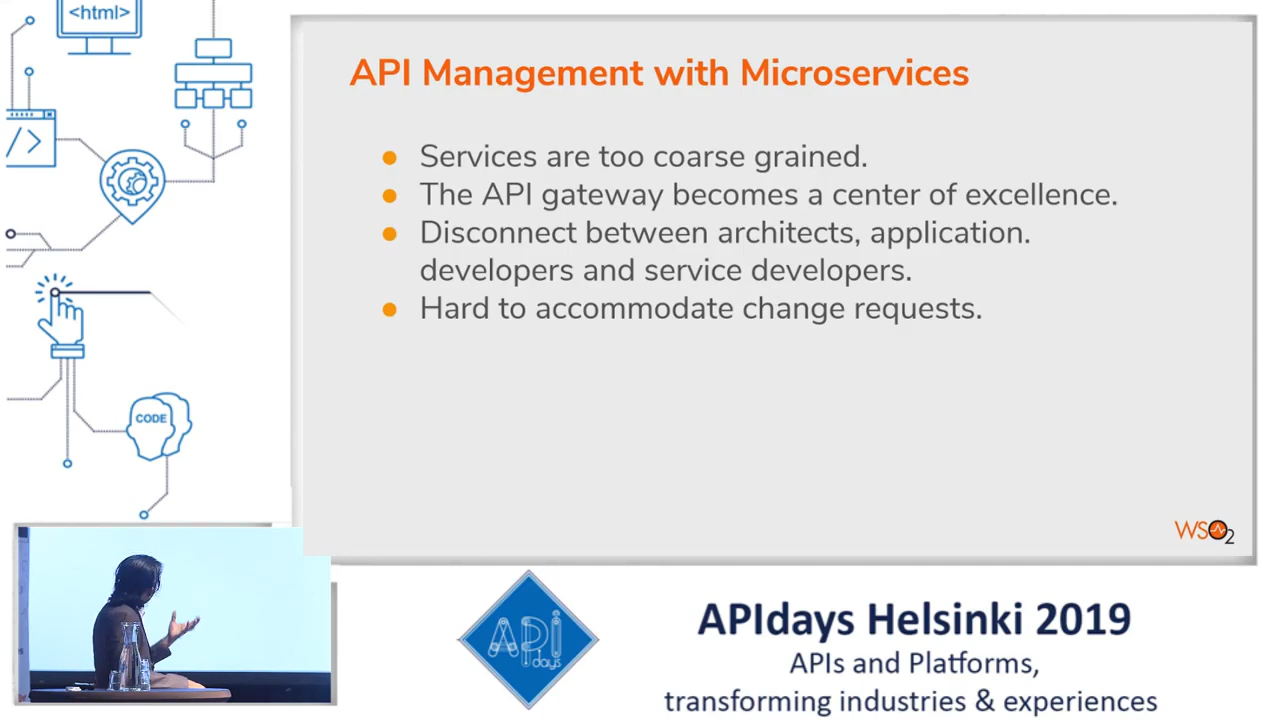 <html>
</>
CODE
API Management with Microservices
Services are too coarse grained.
The API gateway becomes a center of excellence.
Disconnect between architects, application.
developers and service developers.
Hard to accommodate change requests.
WSO2
API
days
APIdays Helsinki 2019
APIs and Platforms,
transforming industries & experiences